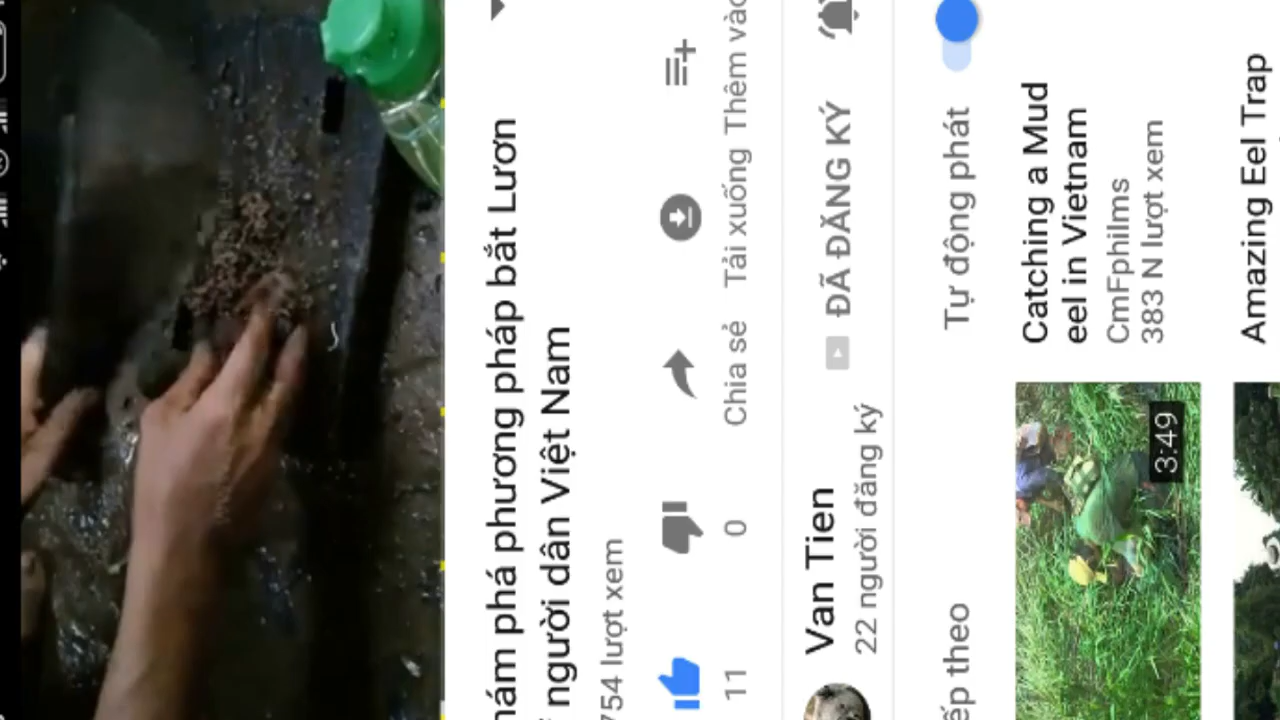 hám phá phương pháp bắt Lươn
người dân Việt Nam
754 lượt xem
11
0
Chia sẻ
Tải xuống
Thêm vào
Van Tien
22 người đăng ký
ĐÃ ĐĂNG KÝ
ếp theo
Tự động phát
3:49
Catching a Mud
eel in Vietnam
CmFphilms
383 N lượt xem
Amazing Eel Trap